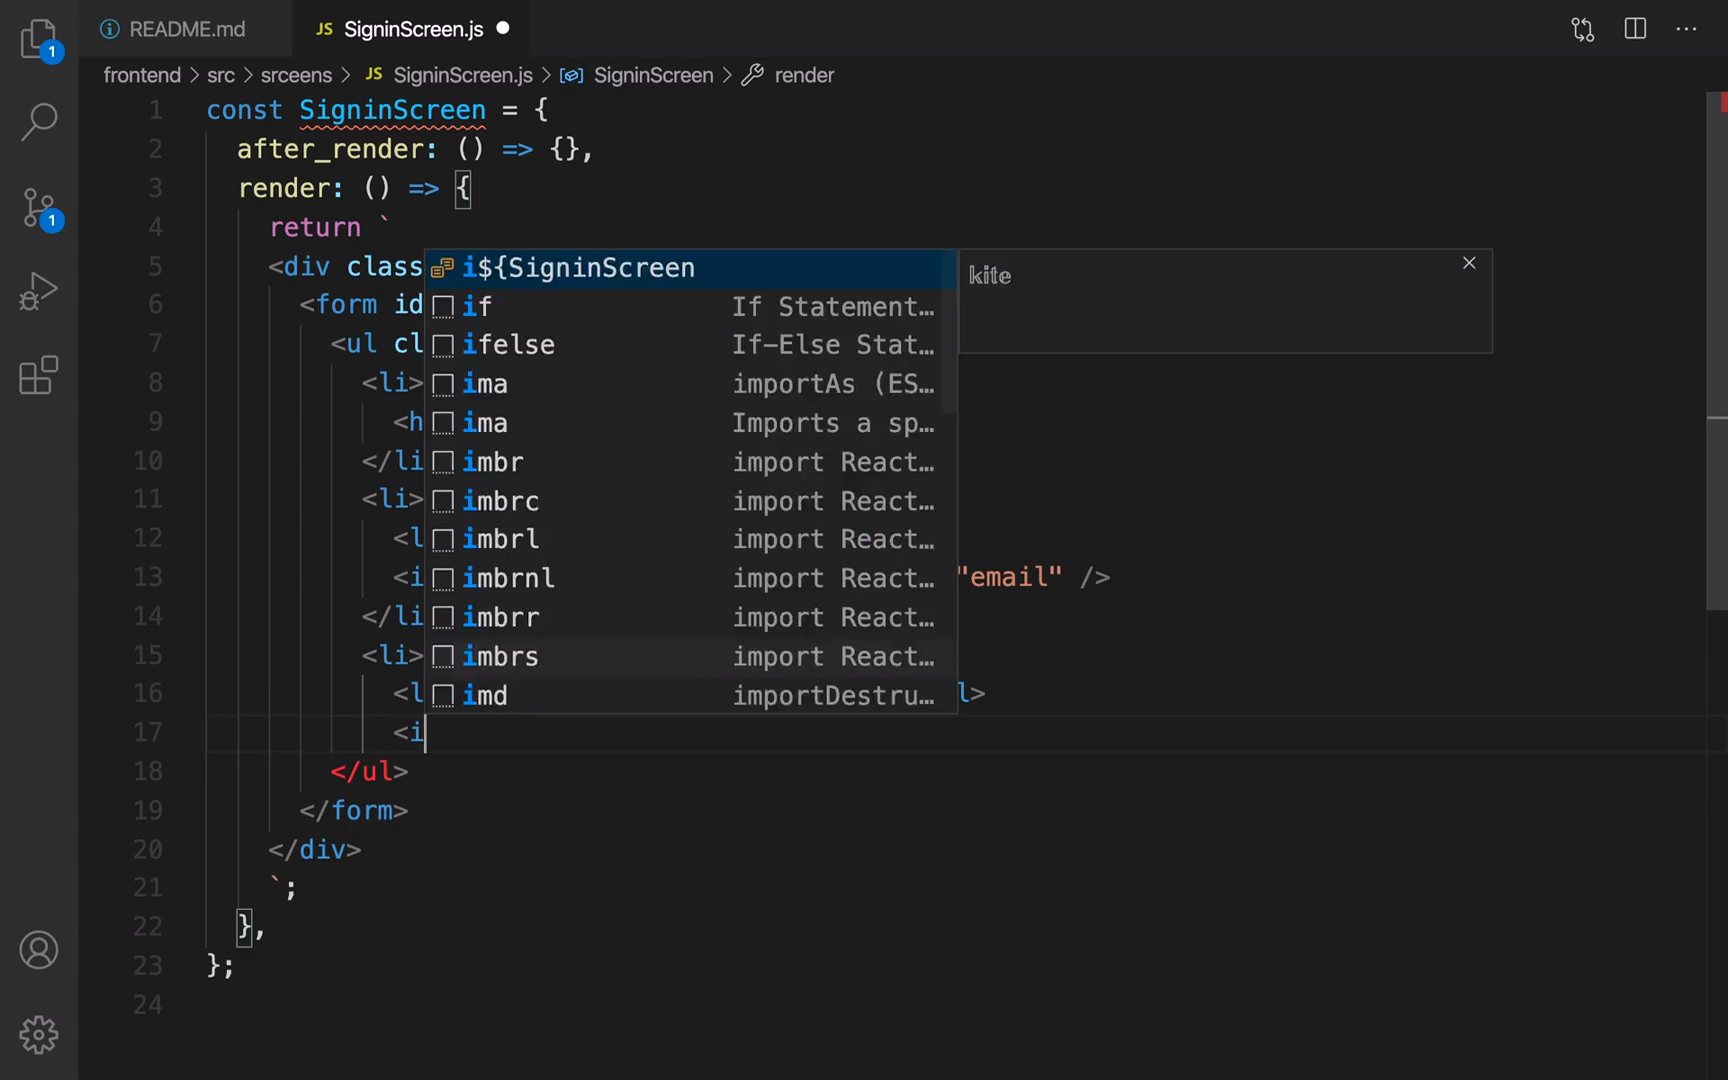 README.md
JS SigninScreen.js
1
frontend > src > srceens > JS SigninScreen.js > SigninScreen > render
1 const SigninScreen = {
2 after_render: () => {},
3 render: () => {
4 return `
5 <div class
6 <form id
7 <ul cl
8 <li>
9 <h
10 </li
11 <li>
12 <l
13 <i "email" />
14 </li
15 <li>
16 <l l>
17 <i
18 </ul>
19 </form>
20 </div>
21 `;
22 },
23 };
24
1
i${SigninScreen
if If Statement…
ifelse If-Else Stat…
ima importAs (ES…
ima Imports a sp…
imbr import React…
imbrc import React…
imbrl import React…
imbrnl import React…
imbrr import React…
imbrs import React…
imd importDestru…
kite